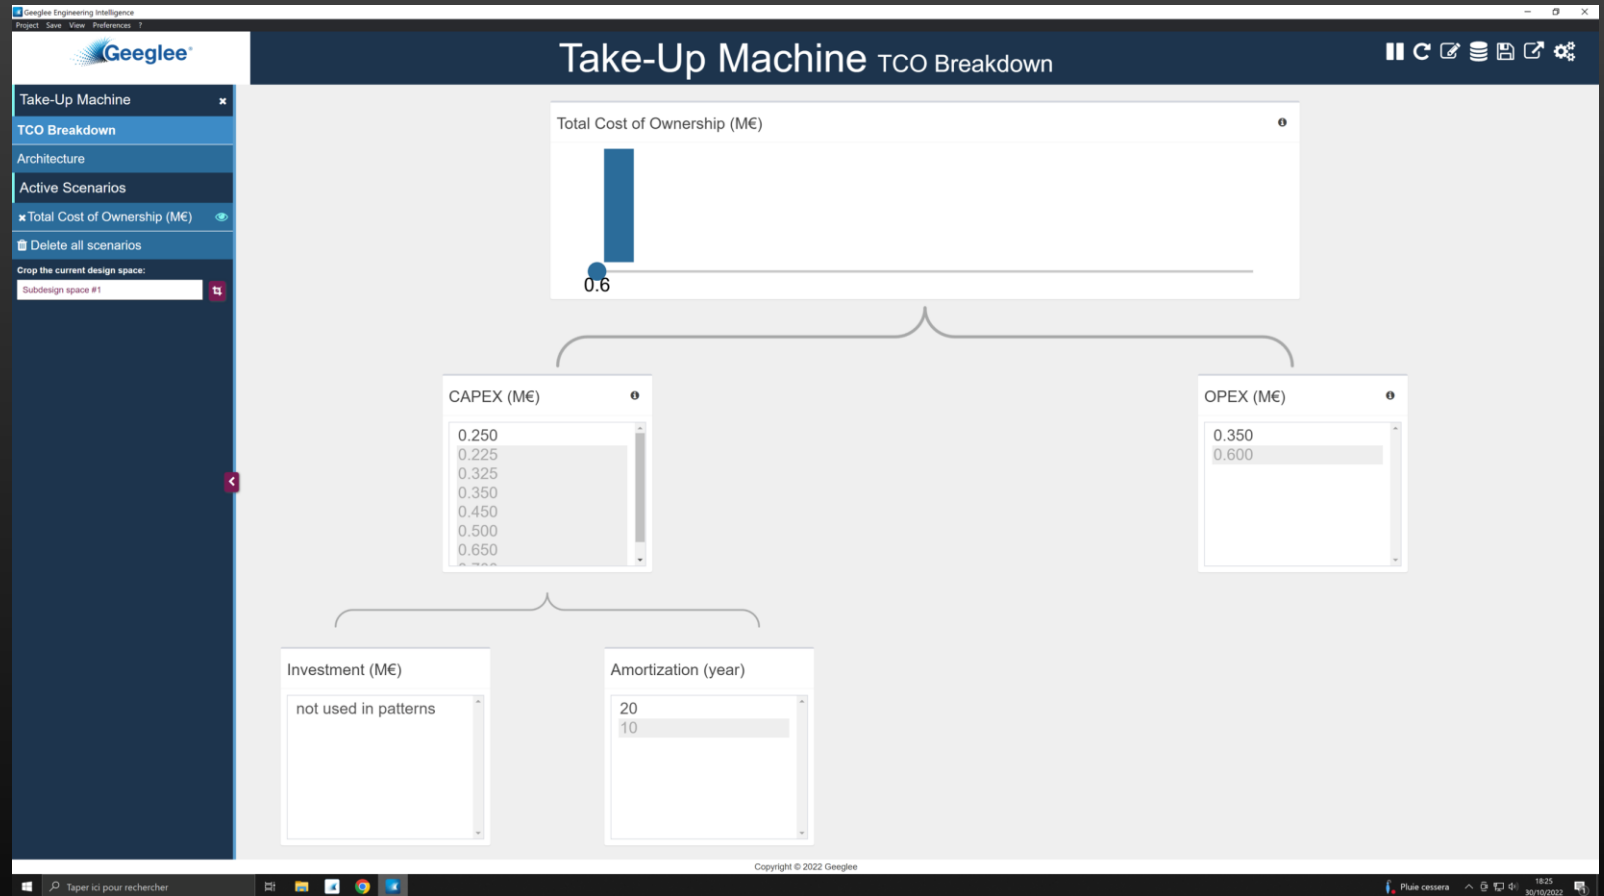 Geeglee Engineering Intelligence
Project Save View Preferences ?
Geeglee®
Take-Up Machine TCO Breakdown
Take-Up Machine
TCO Breakdown
Architecture
Active Scenarios
Total Cost of Ownership (M€)
Delete all scenarios
Crop the current design space:
Subdesign space #1
Total Cost of Ownership (M€)
0.6
CAPEX (M€)
0.250
0.225
0.325
0.350
0.450
0.500
0.650
OPEX (M€)
0.350
0.600
Investment (M€)
not used in patterns
Amortization (year)
20
10
Copyright © 2022 Geeglee
Taper ici pour rechercher
Pluie cessera
18:25
30/10/2022